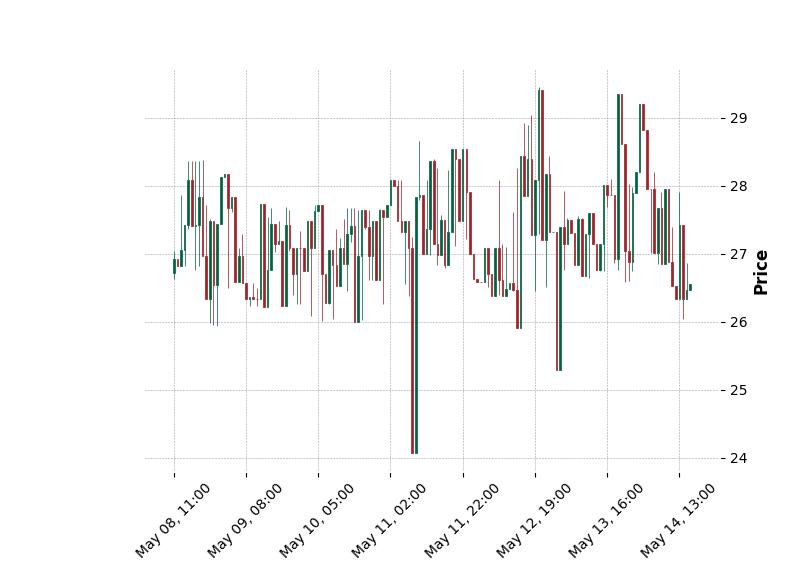 29
28
27
26
25
24
Price
May 08, 11:00
May 09, 08:00
May 10, 05:00
May 11, 02:00
May 11, 22:00
May 12, 19:00
May 13, 16:00
May 14, 13:00